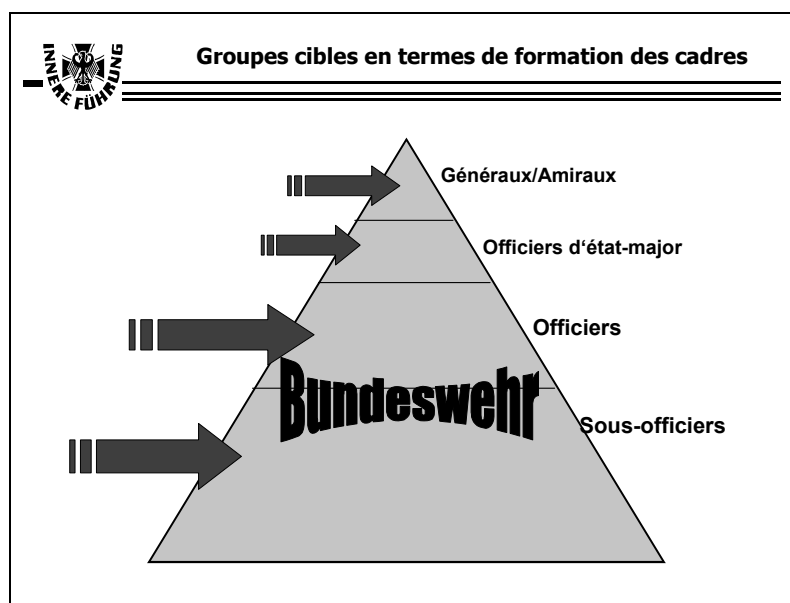 INNERE FÜHRUNG
Groupes cibles en termes de formation des cadres
Généraux/Amiraux
Officiers d‘état-major
Officiers
Bundeswehr
Sous-officiers